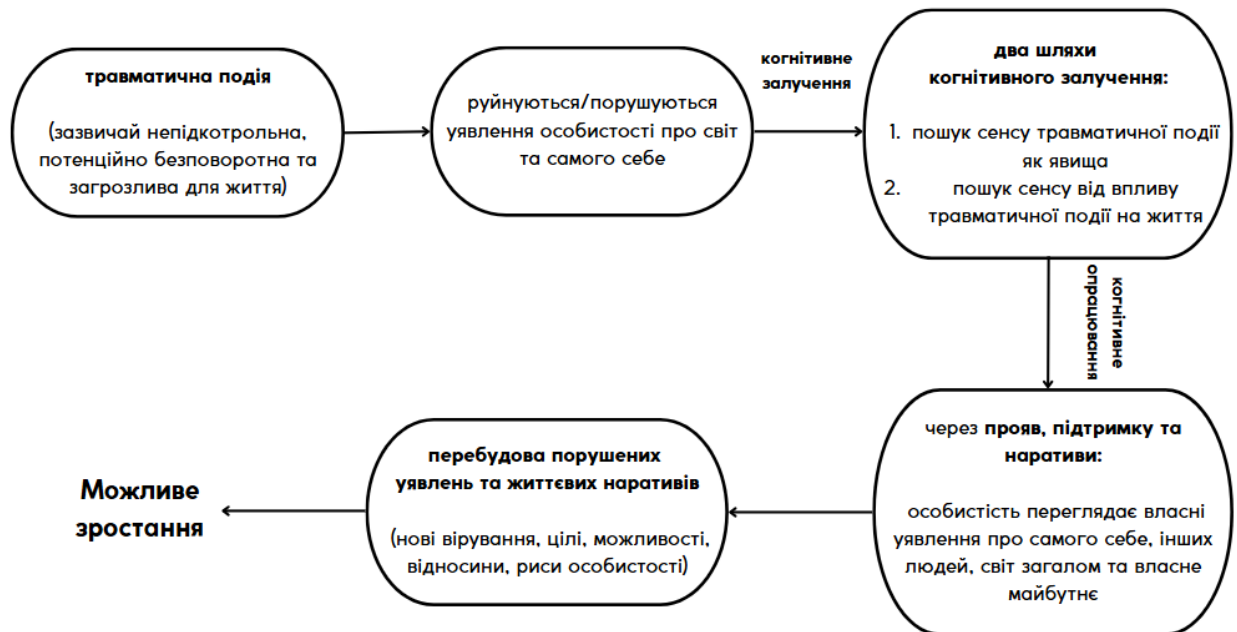 травматична подія
(зазвичай непідкотрольна,
потенційно безповоротна та
загрозлива для життя)
руйнуються/порушуються
уявлення особистості про світ
та самого себе
когнітивне
залучення
два шляхи
когнітивного залучення:
1. пошук сенсу травматичної події
як явища
2. пошук сенсу від впливу
травматичної події на життя
когнітивне
опрацювання
через прояв, підтримку та
наративи:
особистість переглядає власні
уявлення про самого себе, інших
людей, світ загалом та власне
майбутнє
перебудова порушених
уявлень та життєвих наративів
(нові вірування, цілі, можливості,
відносини, риси особистості)
Можливе
зростання